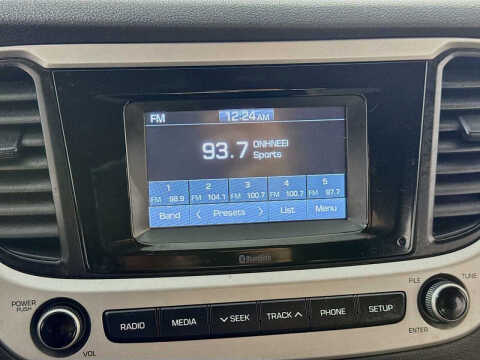 FM 12:24 AM
93.7 ONHNEEI
Sports
1 2 3 4 5
FM 98.9 FM 104.1 FM 100.7 FM 100.7 FM 97.7
Band < Presets > List Menu
Bluetooth
POWER
PUSH
VOL
RADIO MEDIA SEEK TRACK PHONE SETUP
FILE TUNE
ENTER